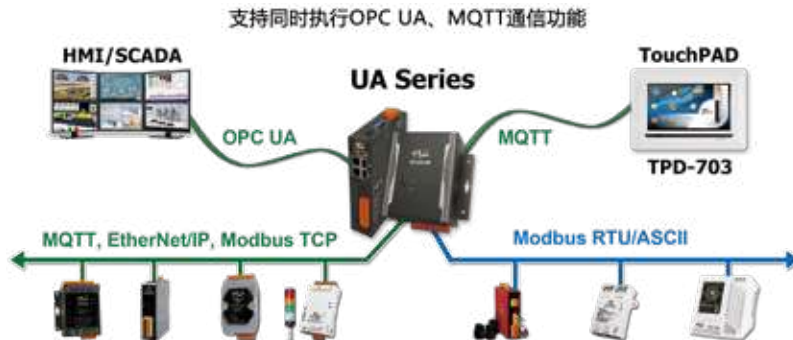 支持同时执行OPC UA、MQTT通信功能
HMI/SCADA
TouchPAD
UA Series
OPC UA
MQTT
TPD-703
MQTT, EtherNet/IP, Modbus TCP
Modbus RTU/ASCII